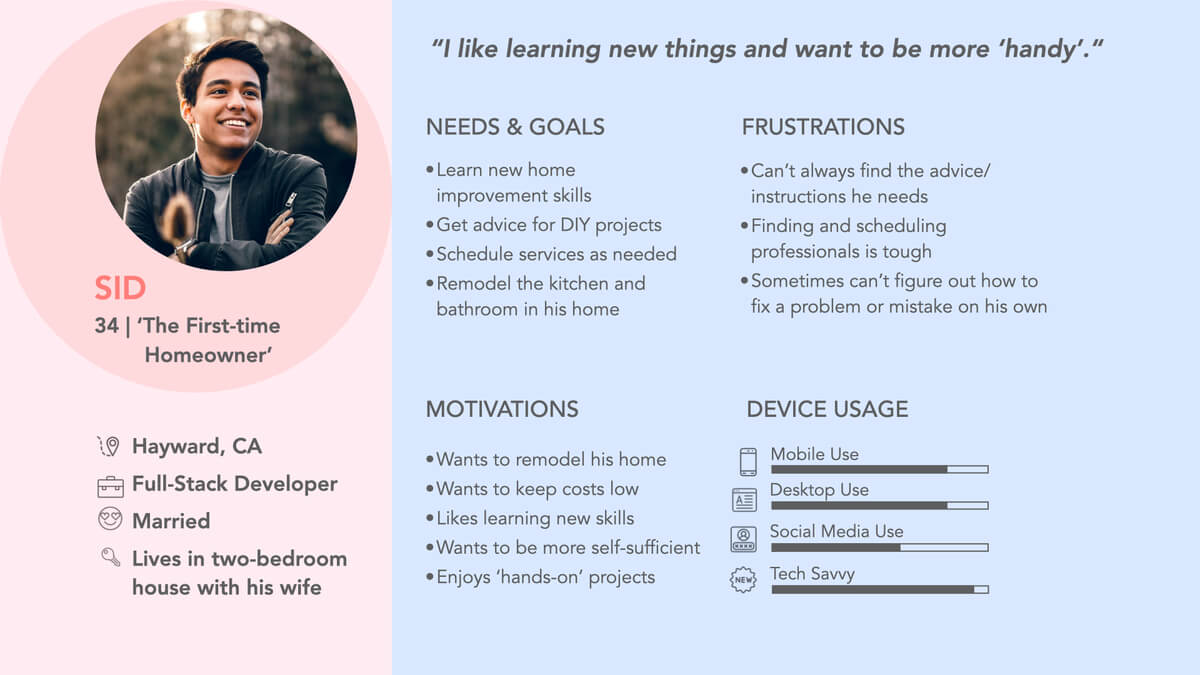 SID
34 | ‘The First-time
Homeowner’
Hayward, CA
Full-Stack Developer
Married
Lives in two-bedroom
house with his wife
“I like learning new things and want to be more ‘handy’.“
NEEDS & GOALS
•Learn new home
improvement skills
•Get advice for DIY projects
•Schedule services as needed
•Remodel the kitchen and
bathroom in his home
FRUSTRATIONS
•Can’t always find the advice/
instructions he needs
•Finding and scheduling
professionals is tough
•Sometimes can’t figure out how to
fix a problem or mistake on his own
MOTIVATIONS
•Wants to remodel his home
•Wants to keep costs low
•Likes learning new skills
•Wants to be more self-sufficient
•Enjoys ‘hands-on’ projects
DEVICE USAGE
Mobile Use
A
Desktop Use
Social Media Use
NEW
Tech Savvy